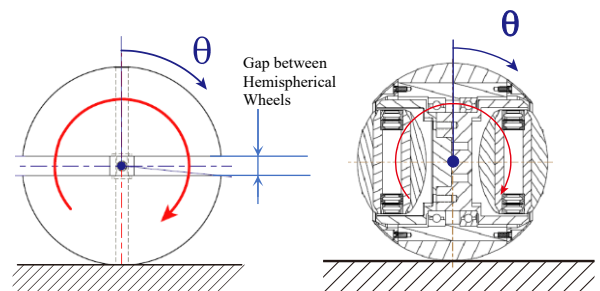 θ
Gap between
Hemispherical
Wheels
θ